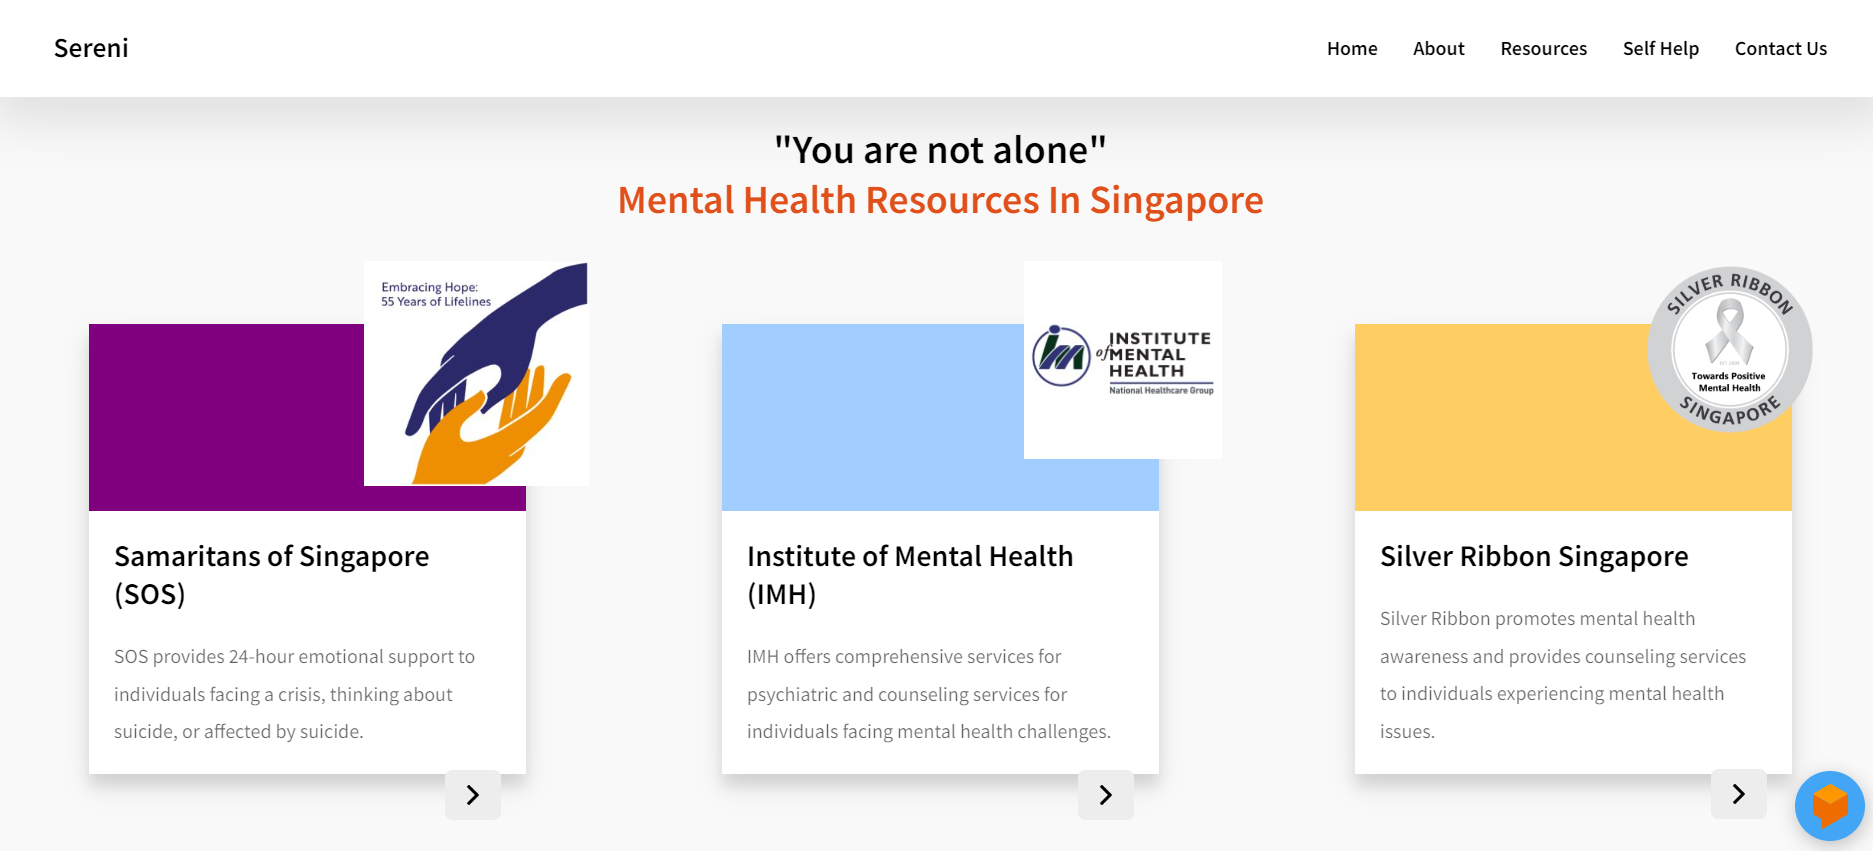 Sereni
Home About Resources Self Help Contact Us
"You are not alone"
Mental Health Resources In Singapore
Embracing Hope:
55 Years of Lifelines
Samaritans of Singapore
(SOS)
SOS provides 24-hour emotional support to
individuals facing a crisis, thinking about
suicide, or affected by suicide.
im
INSTITUTE
of MENTAL
HEALTH
National Healthcare Group
Institute of Mental Health
(IMH)
IMH offers comprehensive services for
psychiatric and counseling services for
individuals facing mental health challenges.
SILVER RIBBON
Towards Positive
Mental Health
SINGAPORE
Silver Ribbon Singapore
Silver Ribbon promotes mental health
awareness and provides counseling services
to individuals experiencing mental health
issues.